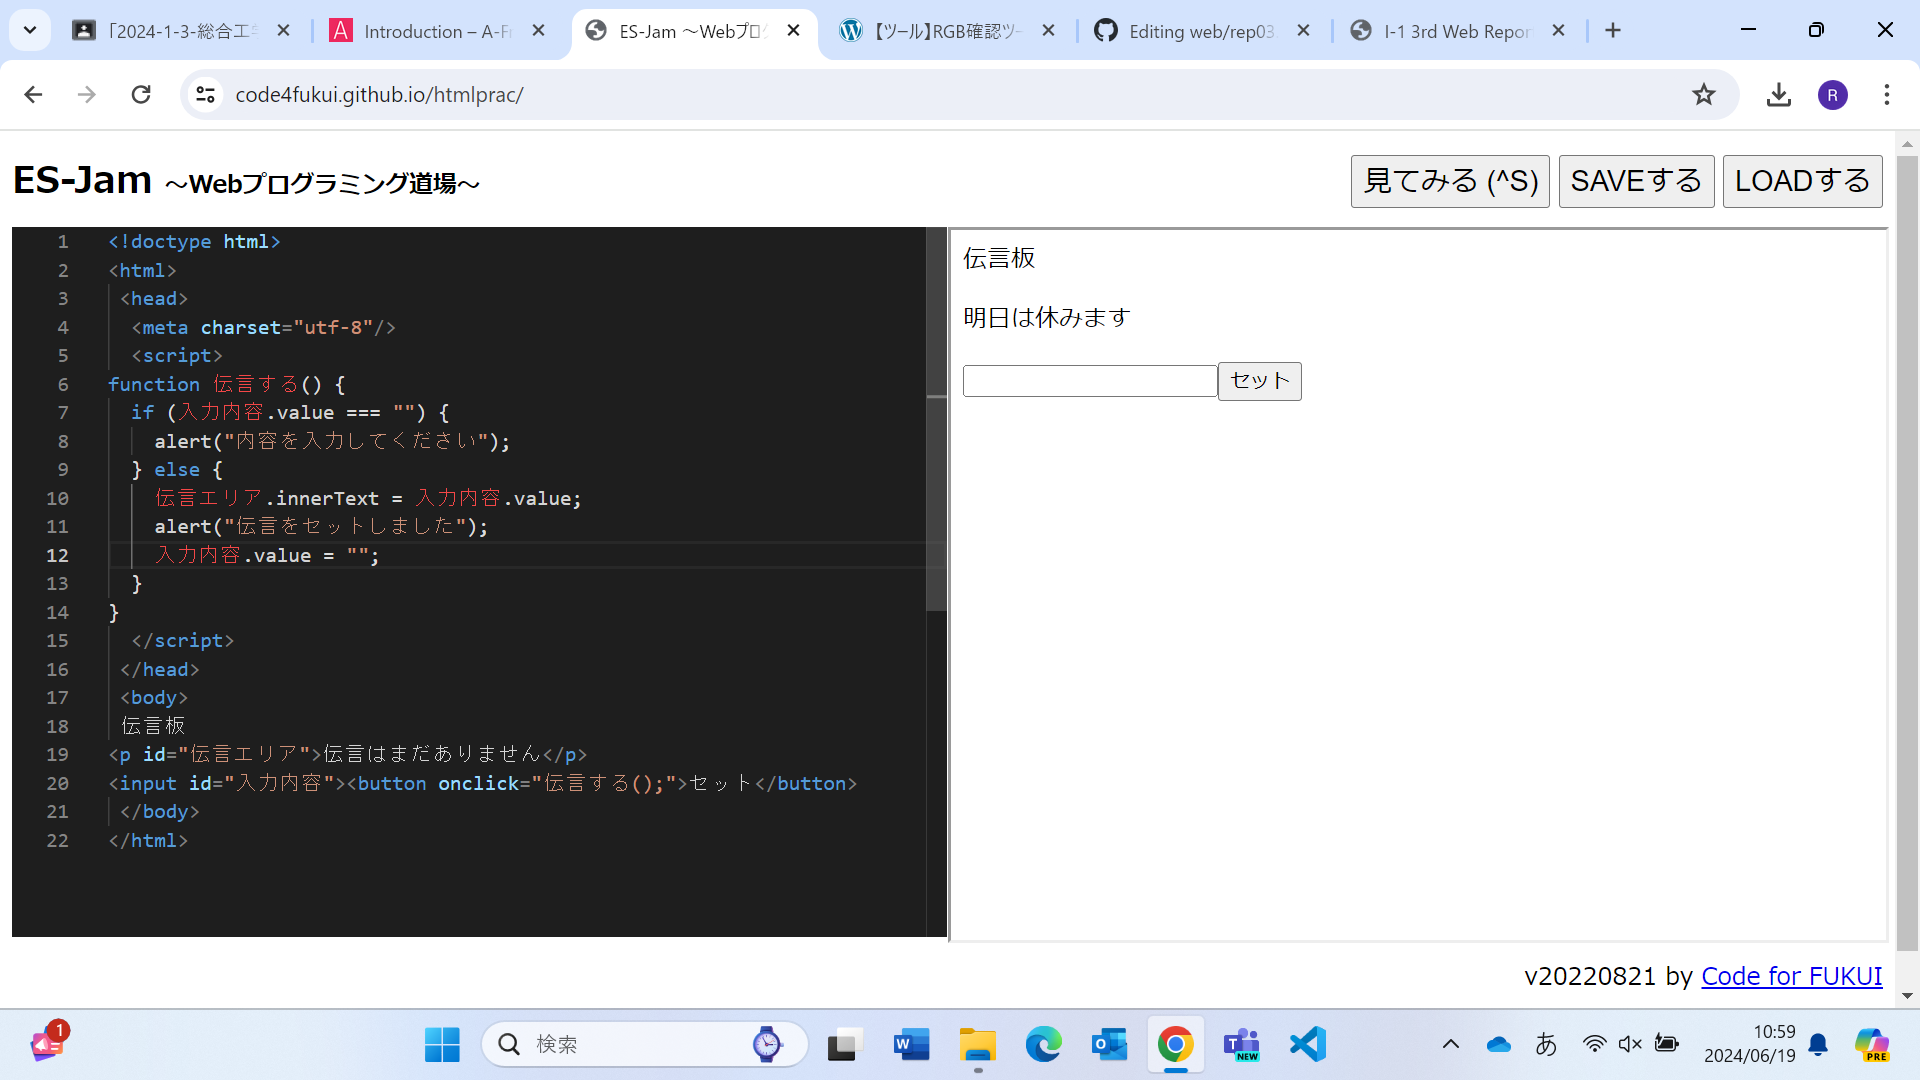 「2024-1-3-総合工学
Introduction – A-Fr
ES-Jam ～Webプログ
【ツール】RGB確認ツー
Editing web/rep03
I-1 3rd Web Repor
code4fukui.github.io/htmlprac/
R
ES-Jam ～Webプログラミング道場～
見てみる (^S)
SAVEする
LOADする
1 <!doctype html>
2 <html>
3 <head>
4 <meta charset="utf-8"/>
5 <script>
6 function 伝言する() {
7 if (入力内容.value === "") {
8 alert("内容を入力してください");
9 } else {
10 伝言エリア.innerText = 入力内容.value;
11 alert("伝言をセットしました");
12 入力内容.value = "";
13 }
14 }
15 </script>
16 </head>
17 <body>
18 伝言板
19 <p id="伝言エリア">伝言はまだありません</p>
20 <input id="入力内容"><button onclick="伝言する();">セット</button>
21 </body>
22 </html>
伝言板
明日は休みます
セット
v20220821 by Code for FUKUI
1
検索
NEW
あ
10:59
2024/06/19
PRE